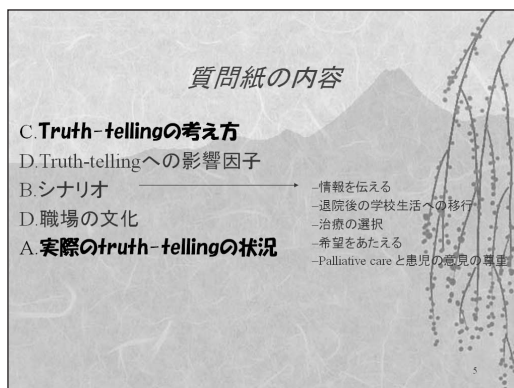 質問紙の内容
C.Truth-tellingの考え方
D.Truth-tellingへの影響因子
B.シナリオ
D.職場の文化
A.実際のtruth-tellingの状況
–情報を伝える
–退院後の学校生活への移行
–治療の選択
–希望をあたえる
–Palliative careと患児の意見の尊重
5